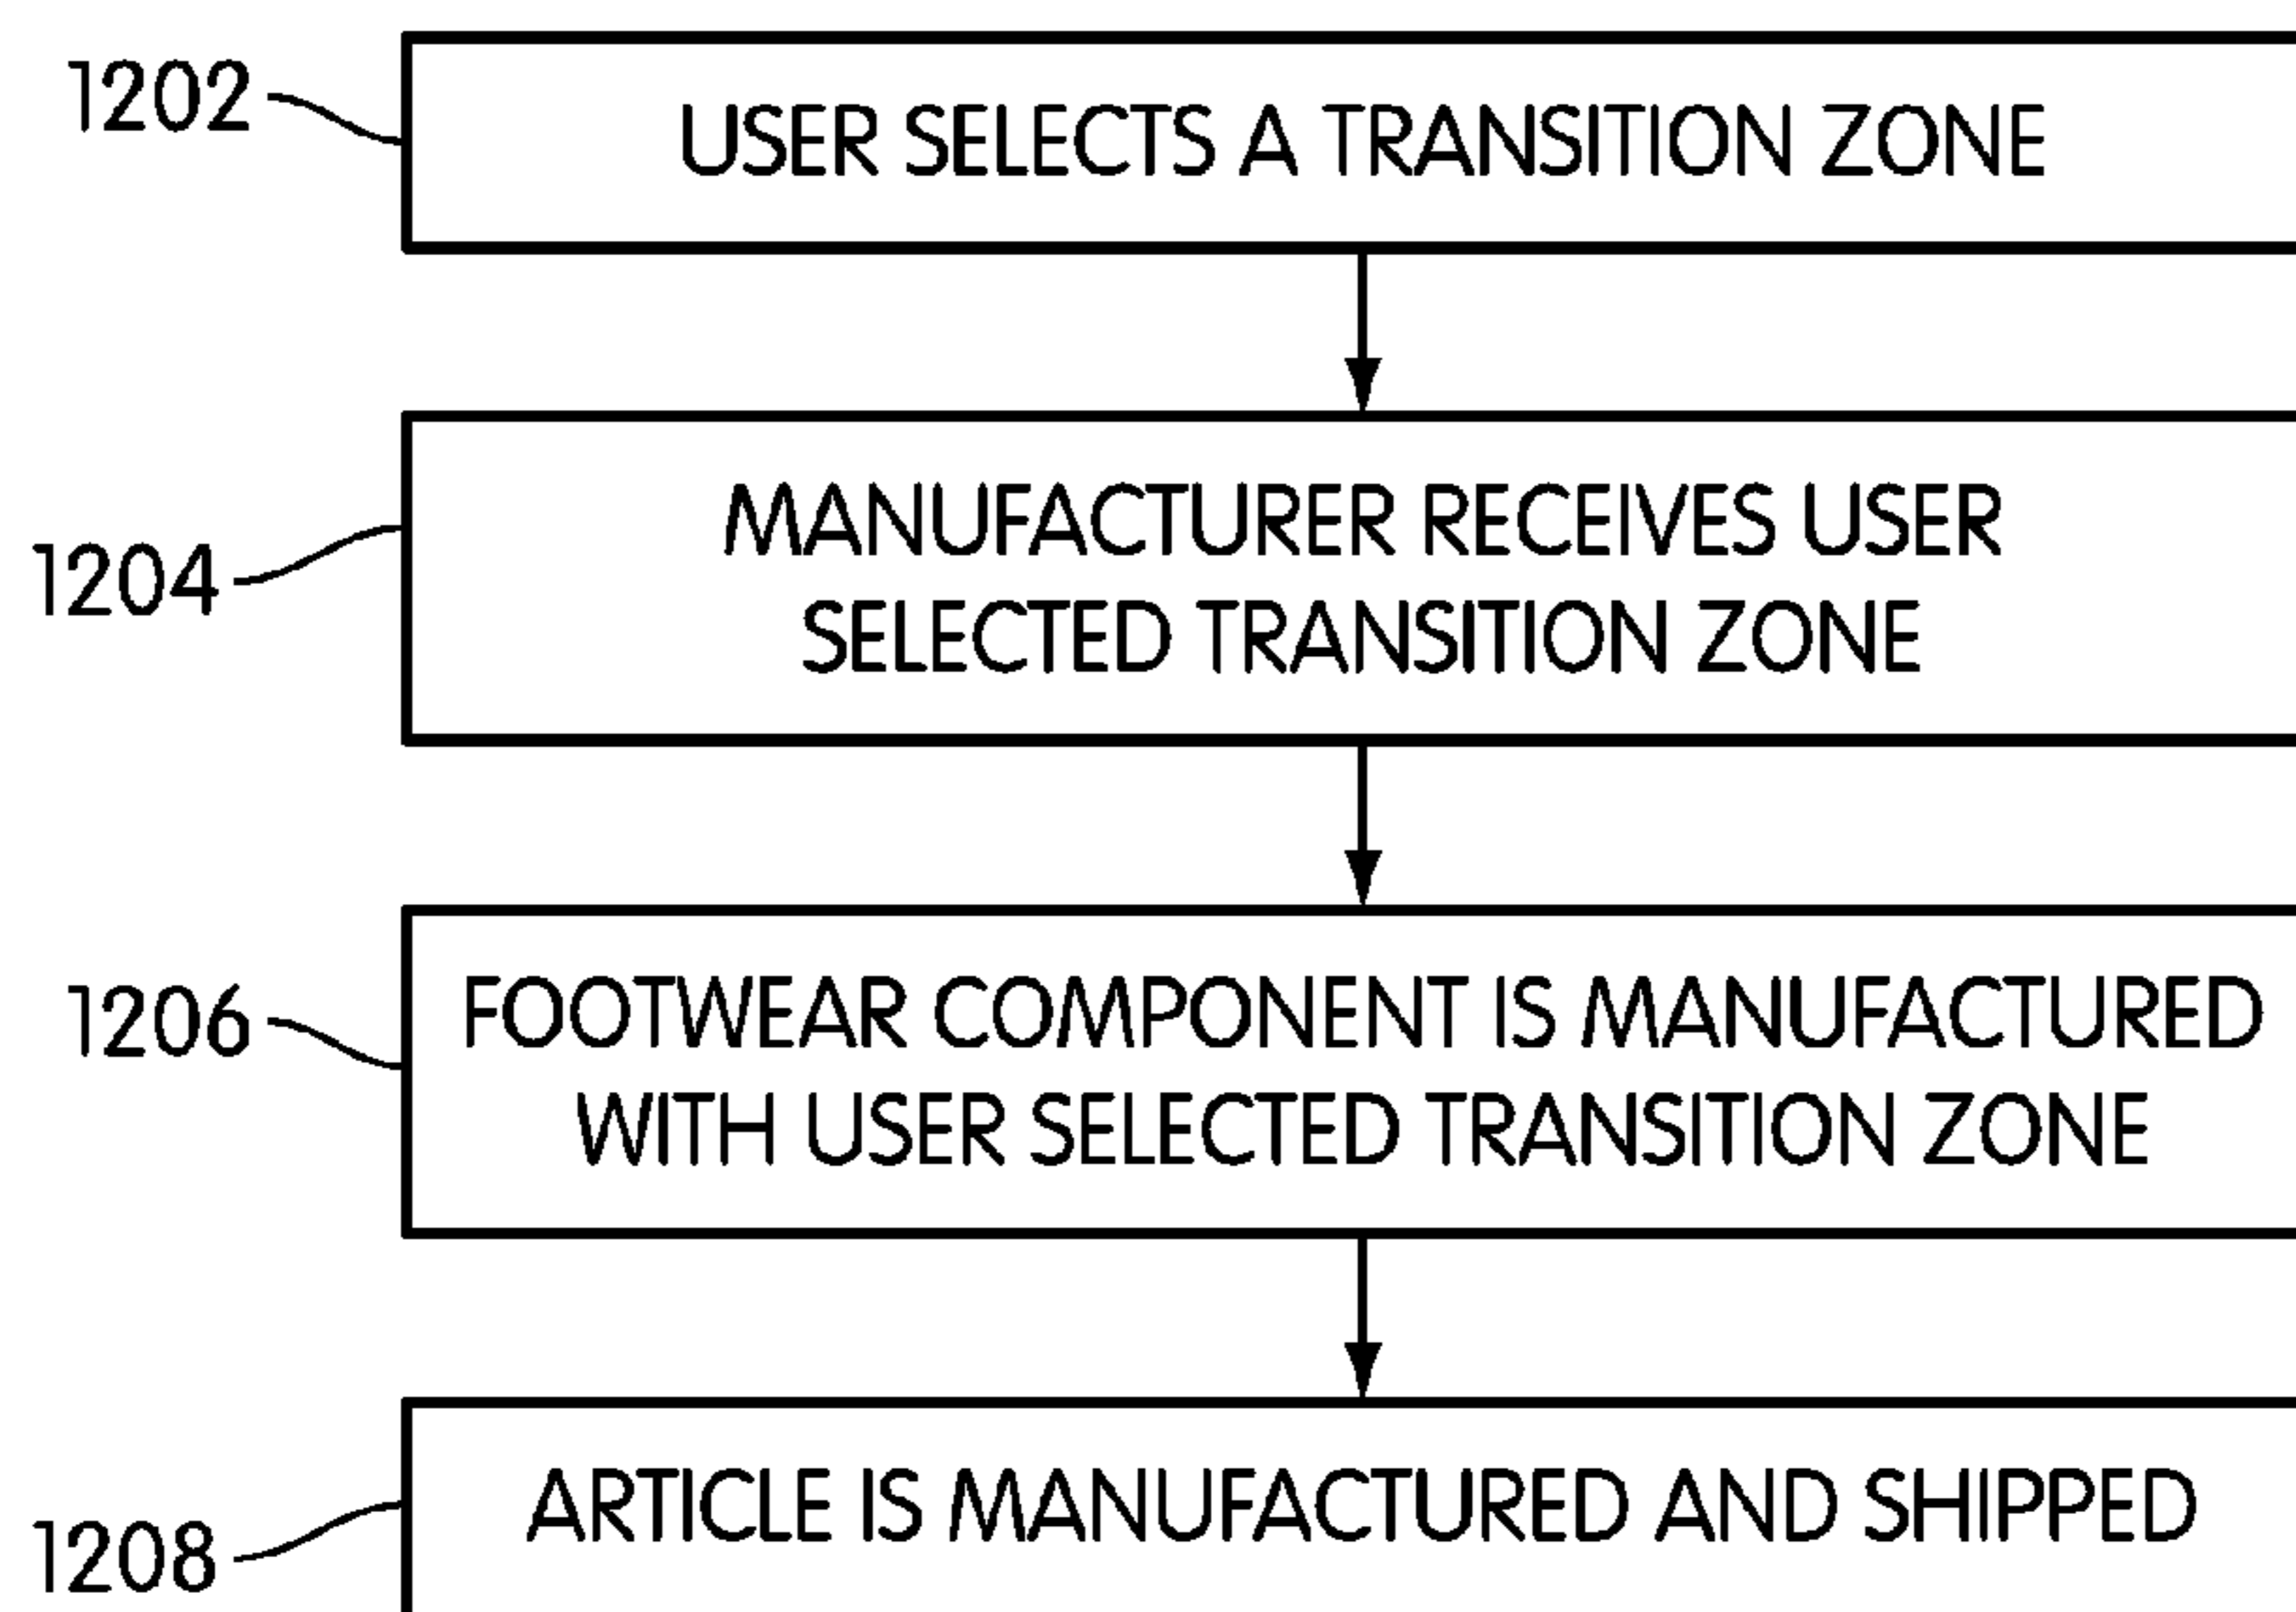 1202
USER SELECTS A TRANSITION ZONE
1204
MANUFACTURER RECEIVES USER
SELECTED TRANSITION ZONE
1206
FOOTWEAR COMPONENT IS MANUFACTURED
WITH USER SELECTED TRANSITION ZONE
1208
ARTICLE IS MANUFACTURED AND SHIPPED